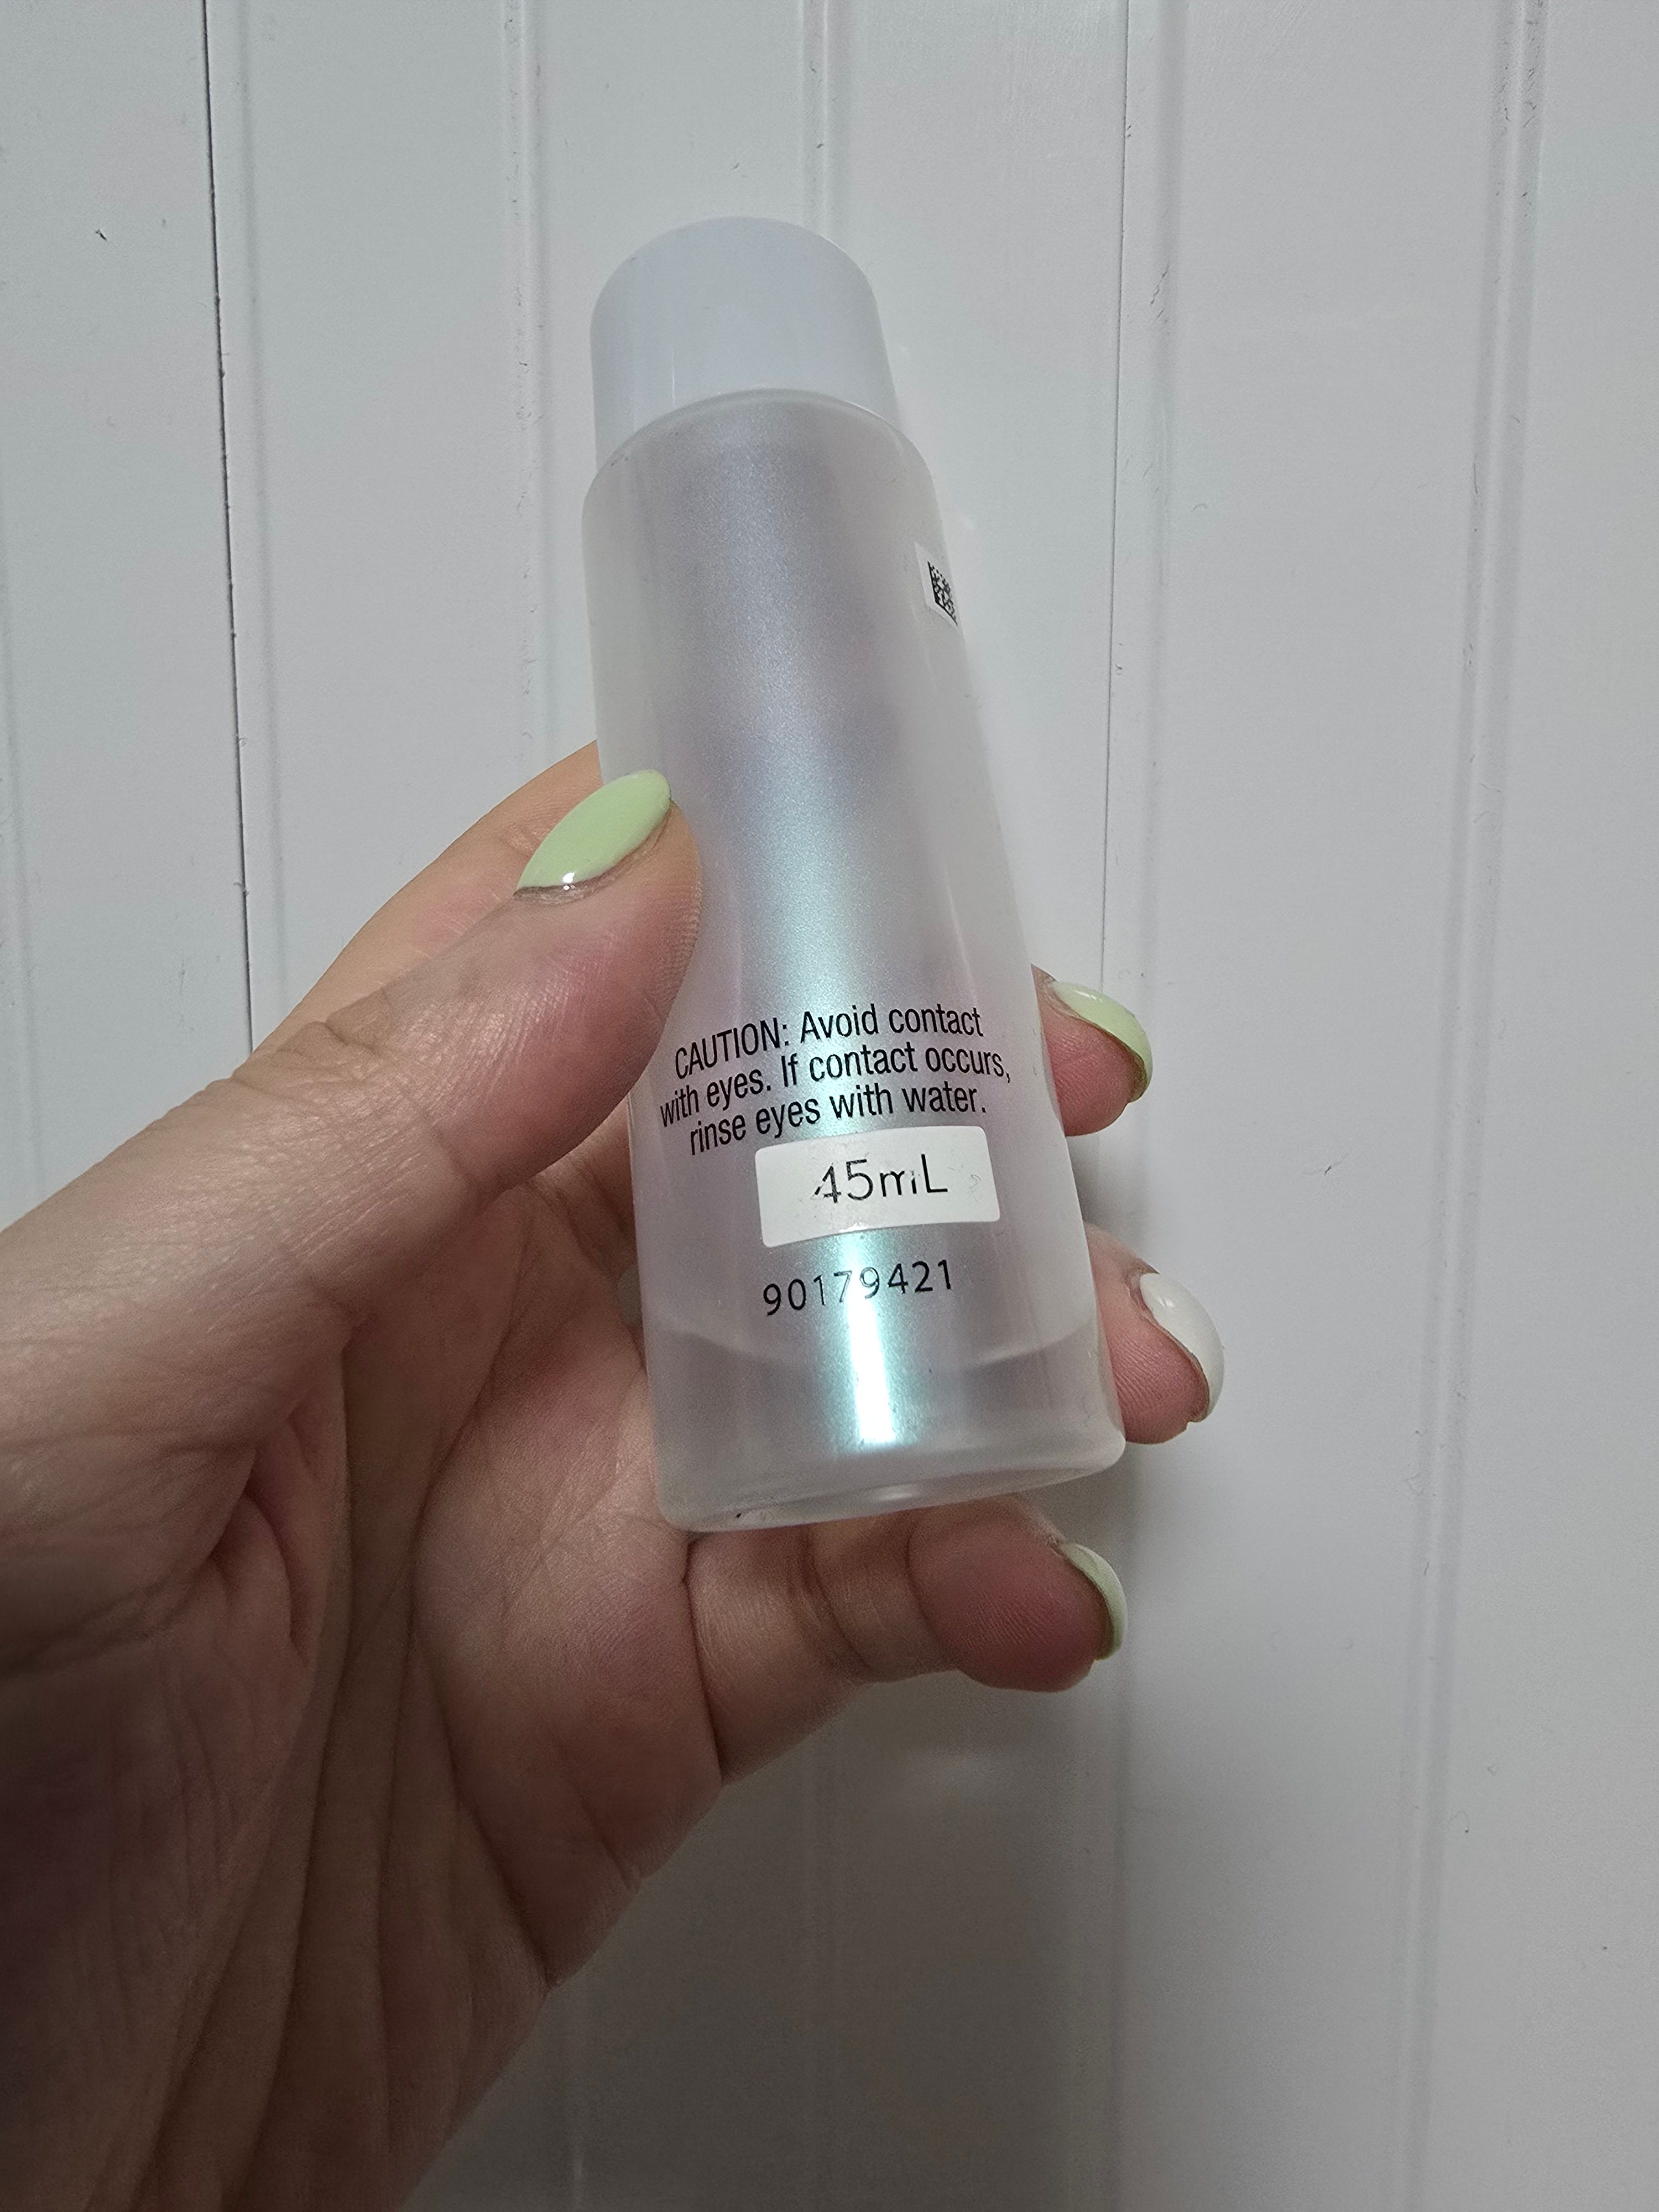 CAUTION: Avoid contact
with eyes. If contact occurs,
rinse eyes with water.
45mL
90179421